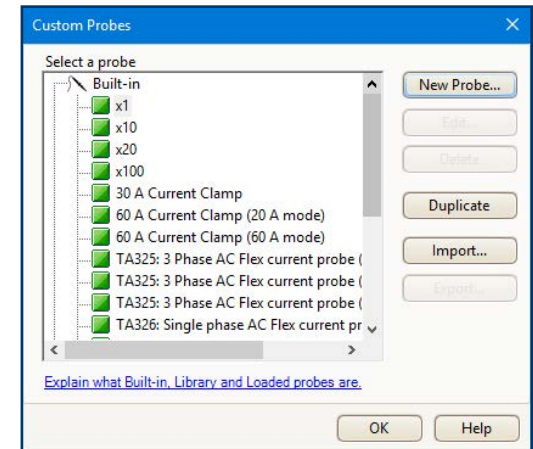 Custom Probes
Select a probe
Built-in
x1
x10
x20
x100
30 A Current Clamp
60 A Current Clamp (20 A mode)
60 A Current Clamp (60 A mode)
TA325: 3 Phase AC Flex current probe (
TA325: 3 Phase AC Flex current probe (
TA325: 3 Phase AC Flex current probe (
TA326: Single phase AC Flex current pr
New Probe...
Edit...
Delete
Duplicate
Import...
Export...
Explain what Built-in, Library and Loaded probes are.
OK
Help